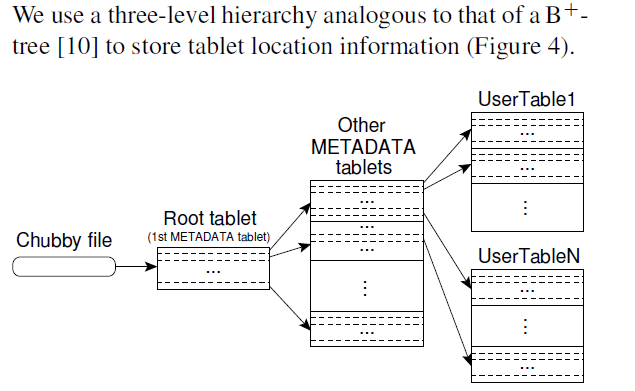 We use a three-level hierarchy analogous to that of a B+-
tree [10] to store tablet location information (Figure 4).
UserTable1
Other
METADATA
tablets
...
...
...
Root tablet
(1st METADATA tablet)
...
...
...
Chubby file
...
UserTableN
...
...
...
...
...